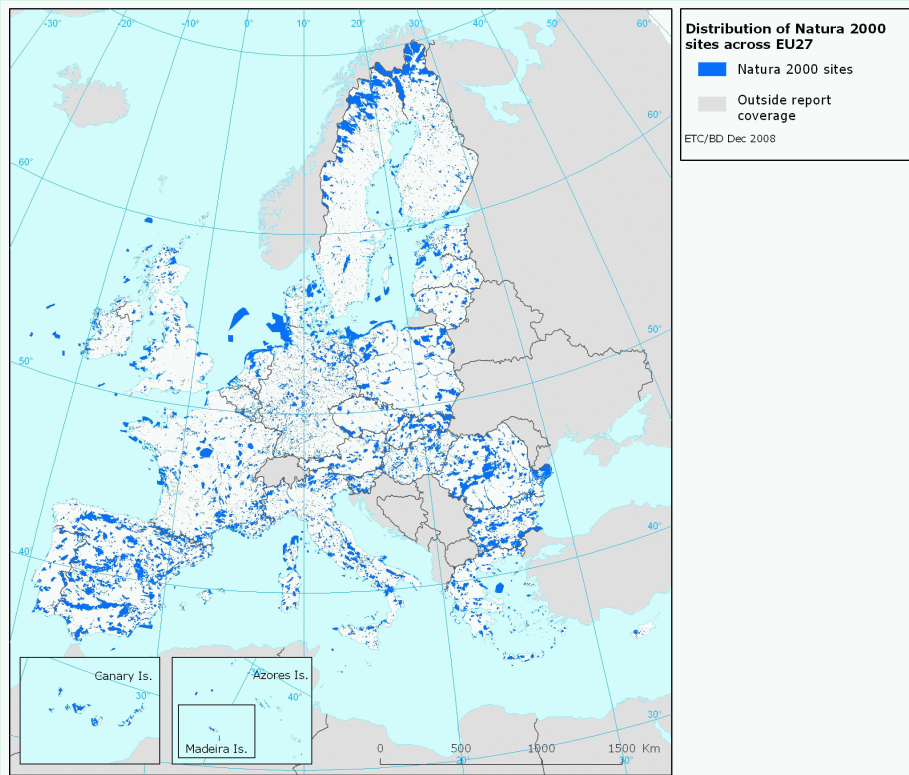 -30°
-20°
-10°
0°
10°
20°
30°
40°
50°
60°
Distribution of Natura 2000
sites across EU27
Natura 2000 sites
Outside report
coverage
ETC/BD Dec 2008
60°
60°
50°
50°
40°
40°
Canary Is.
30°
Azores Is.
40°
Madeira Is.
30°
0 500 1000 1500 Km
30°